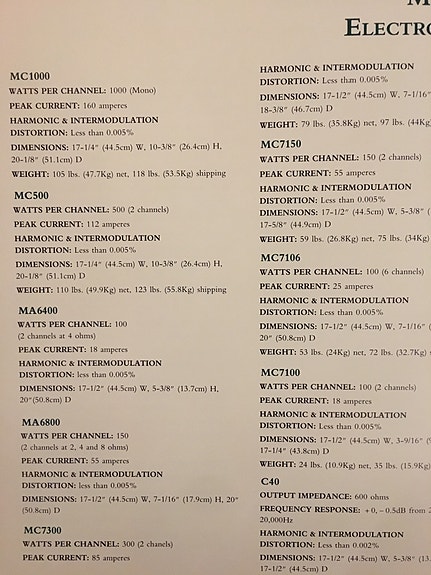 MC1000
WATTS PER CHANNEL: 1000 (Mono)
PEAK CURRENT: 160 amperes
HARMONIC & INTERMODULATION
DISTORTION: Less than 0.005%
DIMENSIONS: 17-1/4" (44.5cm) W, 10-3/8" (26.4cm) H,
20-1/8" (51.1cm) D
WEIGHT: 105 lbs. (47.7Kg) net, 118 lbs. (53.5Kg) shipping
MC500
WATTS PER CHANNEL: 500 (2 channels)
PEAK CURRENT: 112 amperes
HARMONIC & INTERMODULATION
DISTORTION: Less than 0.005%
DIMENSIONS: 17-1/4" (44.5cm) W, 10-3/8" (26.4cm) H,
20-1/8" (51.1cm) D
WEIGHT: 110 lbs. (49.9Kg) net, 123 lbs. (55.8Kg) shipping
MA6400
WATTS PER CHANNEL: 100
(2 channels at 4 ohms)
PEAK CURRENT: 18 amperes
HARMONIC & INTERMODULATION
DISTORTION: less than 0.005%
DIMENSIONS: 17-1/2" (44.5cm) W, 5-3/8" (13.7cm) H,
20"(50.8cm) D
MA6800
WATTS PER CHANNEL: 150
(2 channels at 2, 4 and 8 ohms)
PEAK CURRENT: 55 amperes
HARMONIC & INTERMODULATION
DISTORTION: less than 0.005%
DIMENSIONS: 17-1/2" (44.5cm) W, 7-1/16" (17.9cm) H, 20"
(50.8cm) D
MC7300
WATTS PER CHANNEL: 300 (2 chanels)
PEAK CURRENT: 85 amperes
M
ELECTRO
HARMONIC & INTERMODULATION
DISTORTION: Less than 0.005%
DIMENSIONS: 17-1/2" (44.5cm) W, 7-1/16"
18-3/8" (46.7cm) D
WEIGHT: 79 lbs. (35.8Kg) net, 97 lbs. (44Kg)
MC7150
WATTS PER CHANNEL: 150 (2 channels)
PEAK CURRENT: 55 amperes
HARMONIC & INTERMODULATION
DISTORTION: Less than 0.005%
DIMENSIONS: 17-1/2" (44.5cm) W, 5-3/8" (
17-5/8" (44.9cm) D
WEIGHT: 59 lbs. (26.8Kg) net, 75 lbs. (34Kg)
MC7106
WATTS PER CHANNEL: 100 (6 channels)
PEAK CURRENT: 25 amperes
HARMONIC & INTERMODULATION
DISTORTION: Less than 0.005%
DIMENSIONS: 17-1/2" (44.5cm) W, 7-1/16" (
20" (50.8cm) D
WEIGHT: 53 lbs. (24Kg) net, 72 lbs. (32.7Kg)
MC7100
WATTS PER CHANNEL: 100 (2 channels)
PEAK CURRENT: 18 amperes
HARMONIC & INTERMODULATION
DISTORTION: Less than 0.005%
DIMENSIONS: 17-1/2" (44.5cm) W, 3-9/16" (
17-1/4" (43.8cm) D
WEIGHT: 24 lbs. (10.9Kg) net, 35 lbs. (15.9Kg)
C40
OUTPUT IMPEDANCE: 600 ohms
FREQUENCY RESPONSE: +0, -0.5dB from 2
20,000Hz
HARMONIC & INTERMODULATION
DISTORTION: Less than 0.002%
DIMENSIONS: 17-1/2" (44.5cm) W, 5-3/8" (13.
17-1/2" (44.5cm) D